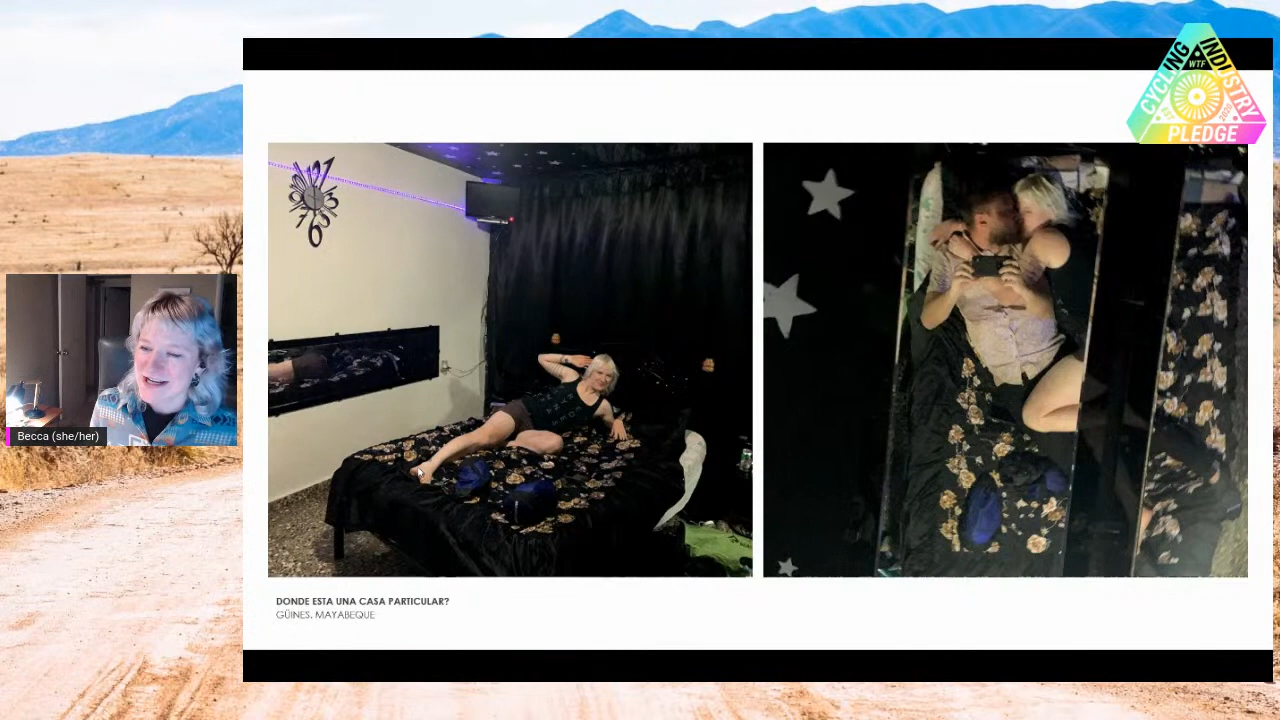 CYCLING INDUSTRY
WTF
PLEDGE
Becca (she/her)
DONDE ESTA UNA CASA PARTICULAR?
GÜINES, MAYABEQUE